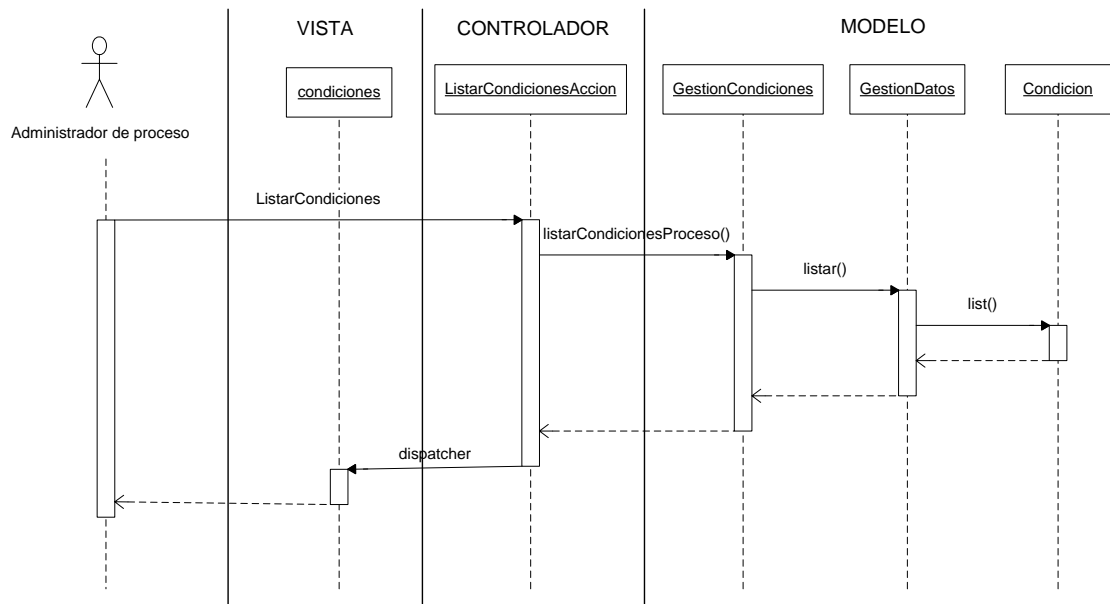 VISTA
CONTROLADOR
MODELO
condiciones
ListarCondicionesAccion
GestionCondiciones
GestionDatos
Condicion
Administrador de proceso
ListarCondiciones
listarCondicionesProceso()
listar()
list()
dispatcher